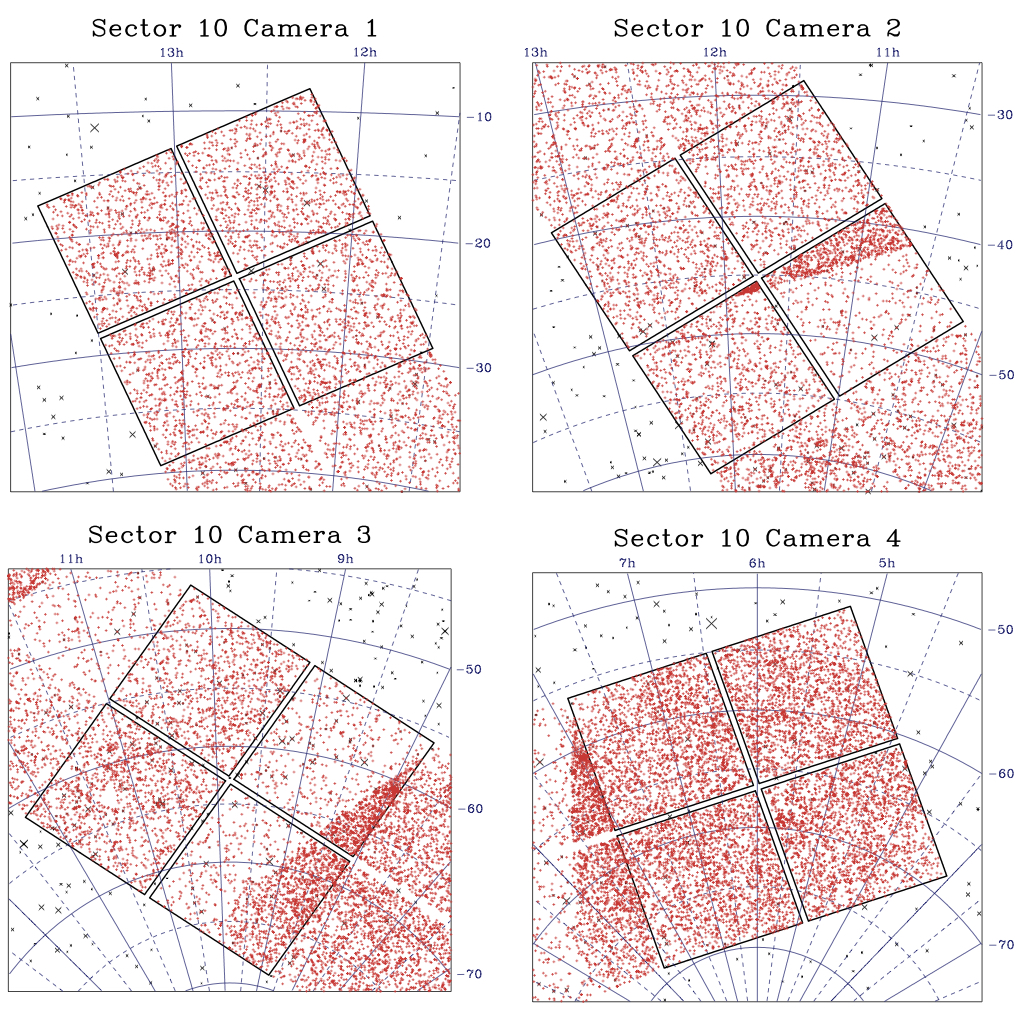 Sector 10 Camera 1
13h 12h
-10
-20
-30
Sector 10 Camera 2
13h 12h 11h
-30
-40
-50
Sector 10 Camera 3
11h 10h 9h
-50
-60
-70
Sector 10 Camera 4
7h 6h 5h
-50
-60
-70